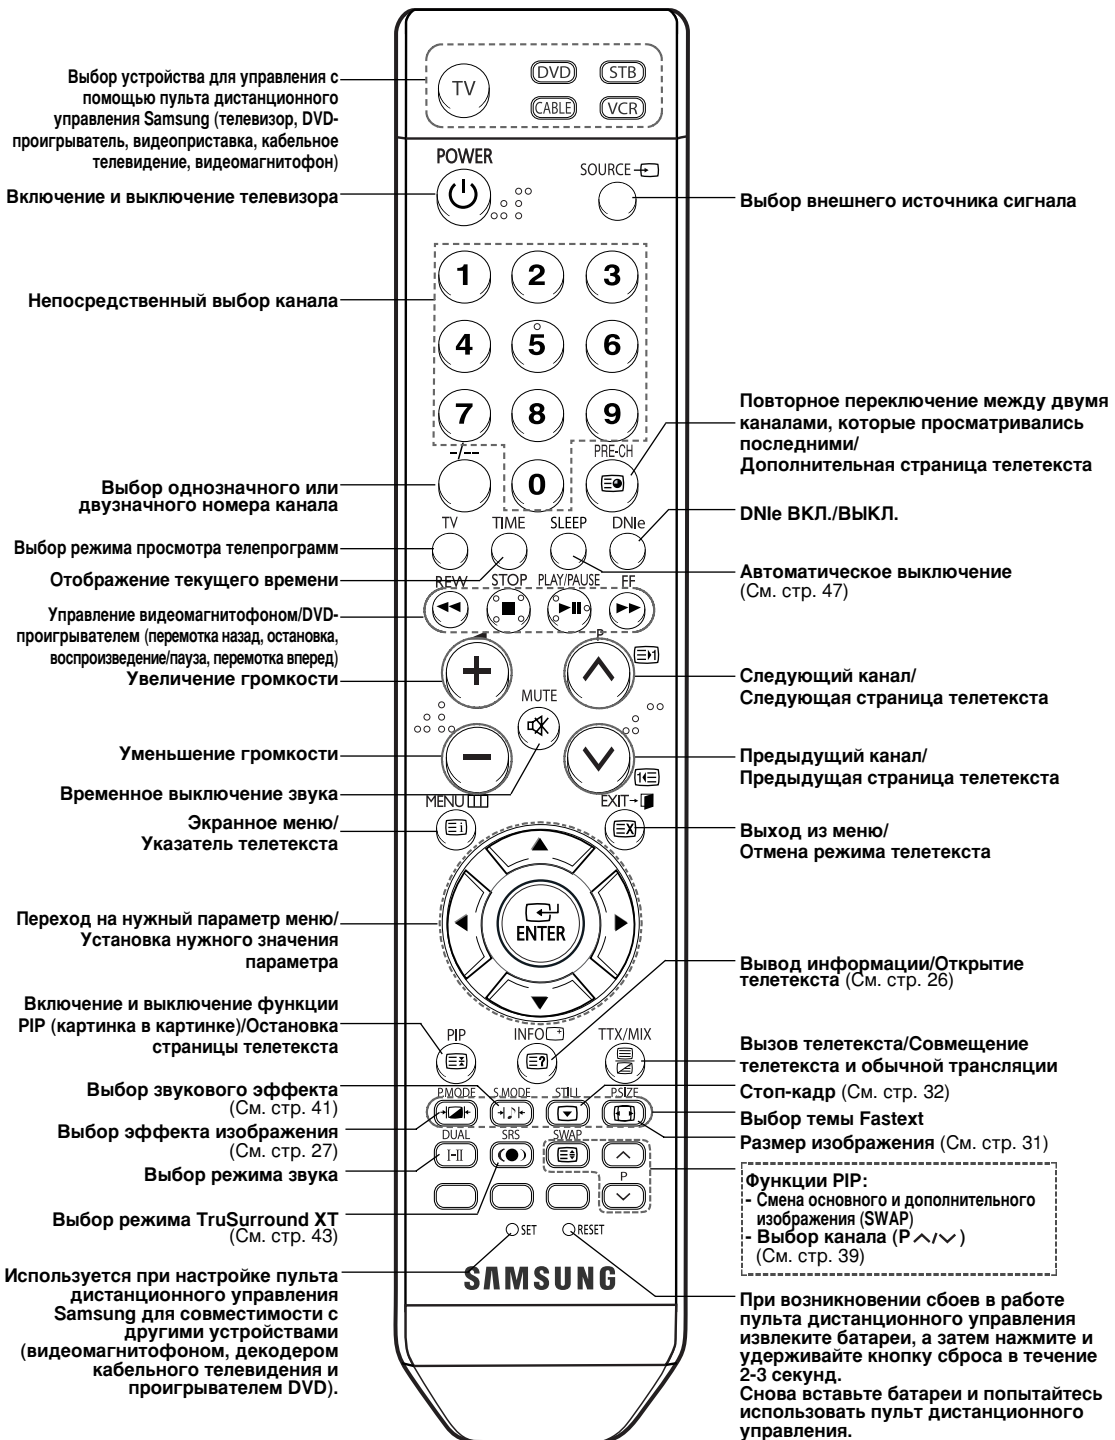 Выбор устройства для управления с
помощью пульта дистанционного
управления Samsung (телевизор, DVD-
проигрыватель, видеоприставка, кабельное
телевидение, видеомагнитофон)
Включение и выключение телевизора
Непосредственный выбор канала
Выбор однозначного или
двузначного номера канала
Выбор режима просмотра телепрограмм
Отображение текущего времени
Управление видеомагнитофоном/DVD-
проигрывателем (перемотка назад, остановка,
воспроизведение/пауза, перемотка вперед)
Увеличение громкости
Уменьшение громкости
Временное выключение звука
Экранное меню/
Указатель телетекста
Переход на нужный параметр меню/
Установка нужного значения
параметра
Включение и выключение функции
PIP (картинка в картинке)/Остановка
страницы телетекста
Выбор звукового эффекта
(См. стр. 41)
Выбор эффекта изображения
(См. стр. 27)
Выбор режима звука
Выбор режима TruSurround XT
(См. стр. 43)
Используется при настройке пульта
дистанционного управления
Samsung для совместимости с
другими устройствами
(видеомагнитофоном, декодером
кабельного телевидения и
проигрывателем DVD).
TV DVD STB
CABLE VCR
POWER SOURCE
1 2 3
4 5 6
7 8 9
-/-- 0 PRE-CH
TV TIME SLEEP DNIe
REW STOP PLAY/PAUSE FF
P
MUTE
MENU EXIT
ENTER
PIP INFO TTX/MIX
P.MODE S.MODE STILL P.SIZE
DUAL SRS SWAP
I-II
P
SET RESET
SAMSUNG
Выбор внешнего источника сигнала
Повторное переключение между двумя
каналами, которые просматривались
последними/
Дополнительная страница телетекста
DNIe ВКЛ./ВЫКЛ.
Автоматическое выключение
(См. стр. 47)
Следующий канал/
Следующая страница телетекста
Предыдущий канал/
Предыдущая страница телетекста
Выход из меню/
Отмена режима телетекста
Вывод информации/Открытие
телетекста (См. стр. 26)
Вызов телетекста/Совмещение
телетекста и обычной трансляции
Стоп-кадр (См. стр. 32)
Выбор темы Fastext
Размер изображения (См. стр. 31)
Функции PIP:
- Смена основного и дополнительного
изображения (SWAP)
- Выбор канала (P ︿/﹀)
(См. стр. 39)
При возникновении сбоев в работе
пульта дистанционного управления
извлеките батареи, а затем нажмите и
удерживайте кнопку сброса в течение
2-3 секунд.
Снова вставьте батареи и попытайтесь
использовать пульт дистанционного
управления.